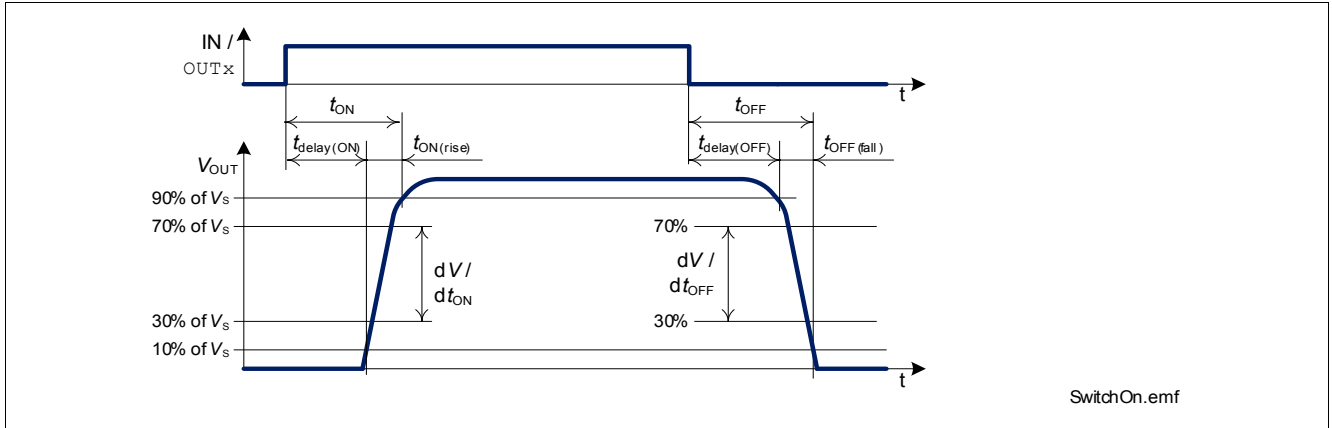 IN /
OUTx
t
tON
tOFF
tdelay(ON)
tON(rise)
tdelay(OFF)
tOFF(fall)
VOUT
90% of VS
70% of VS
70%
dV /
dtON
dV /
dtOFF
30% of VS
30%
10% of VS
t
SwitchOn.emf